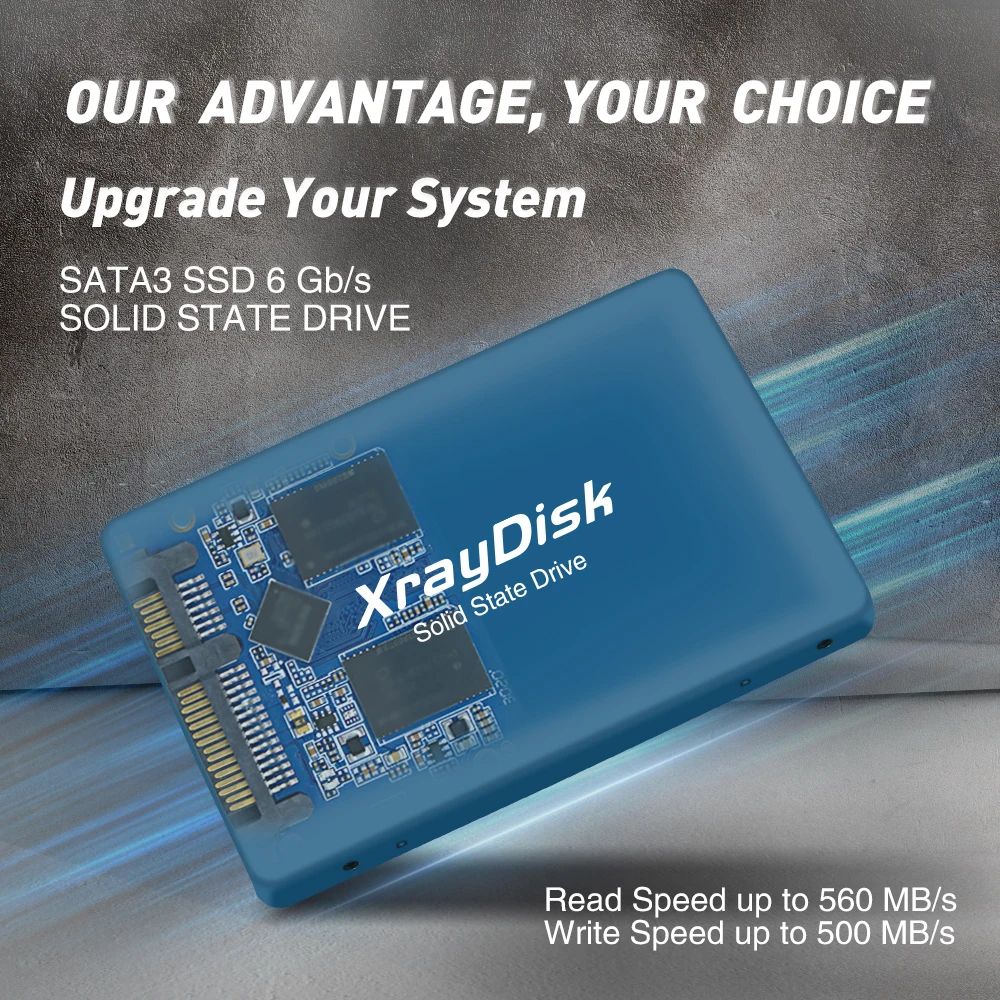 OUR ADVANTAGE, YOUR CHOICE
Upgrade Your System
SATA3 SSD 6 Gb/s
SOLID STATE DRIVE
XrayDisk
Solid State Drive
Read Speed up to 560 MB/s
Write Speed up to 500 MB/s